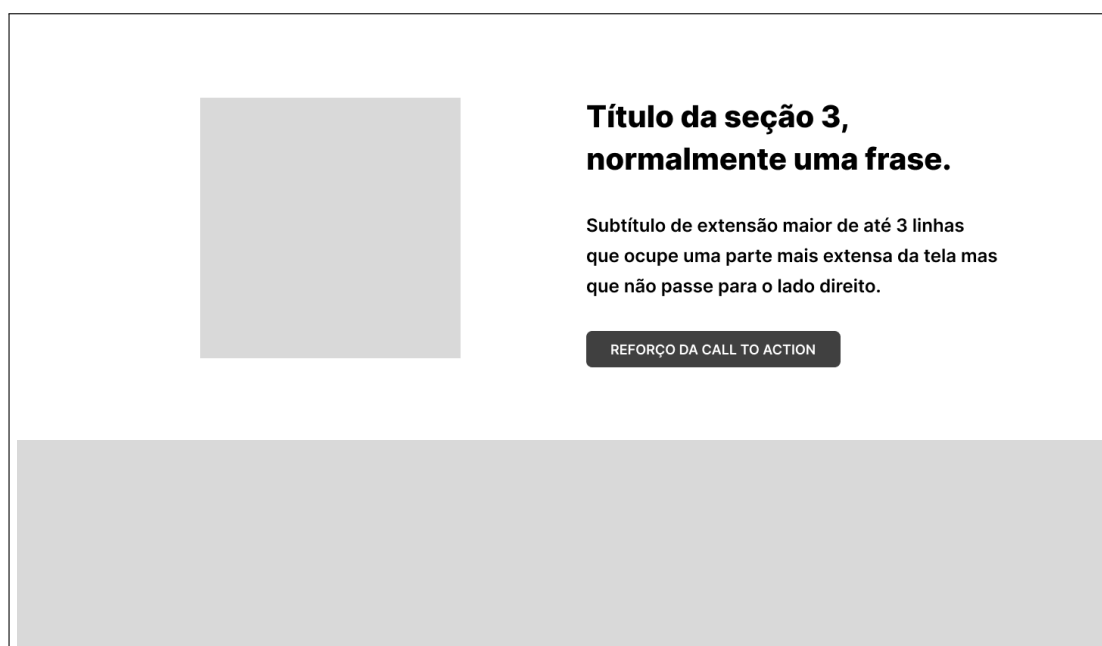 Título da seção 3,
normalmente uma frase.
Subtítulo de extensão maior de até 3 linhas
que ocupe uma parte mais extensa da tela mas
que não passe para o lado direito.
REFORÇO DA CALL TO ACTION